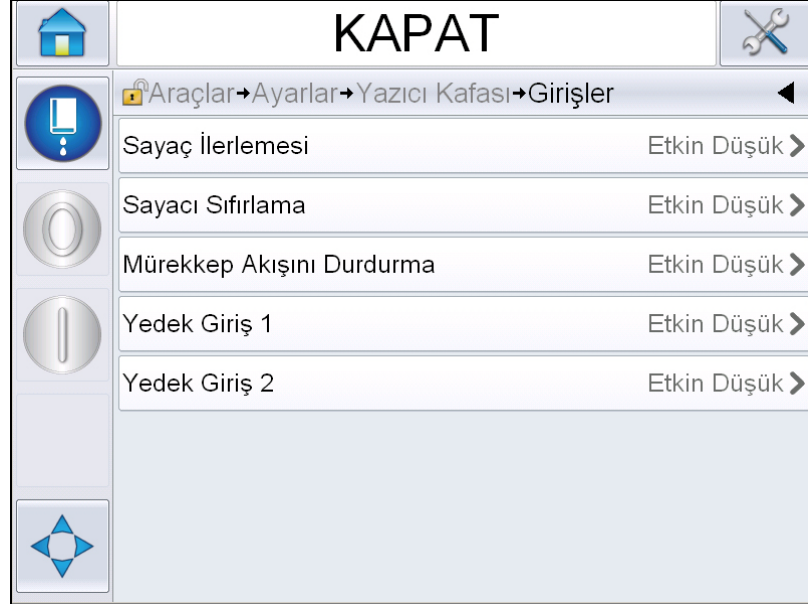 KAPAT
Araçlar→Ayarlar→Yazıcı Kafası→Girişler
Sayaç İlerlemesi Etkin Düşük
Sayacı Sıfırlama Etkin Düşük
Mürekkep Akışını Durdurma Etkin Düşük
Yedek Giriş 1 Etkin Düşük
Yedek Giriş 2 Etkin Düşük